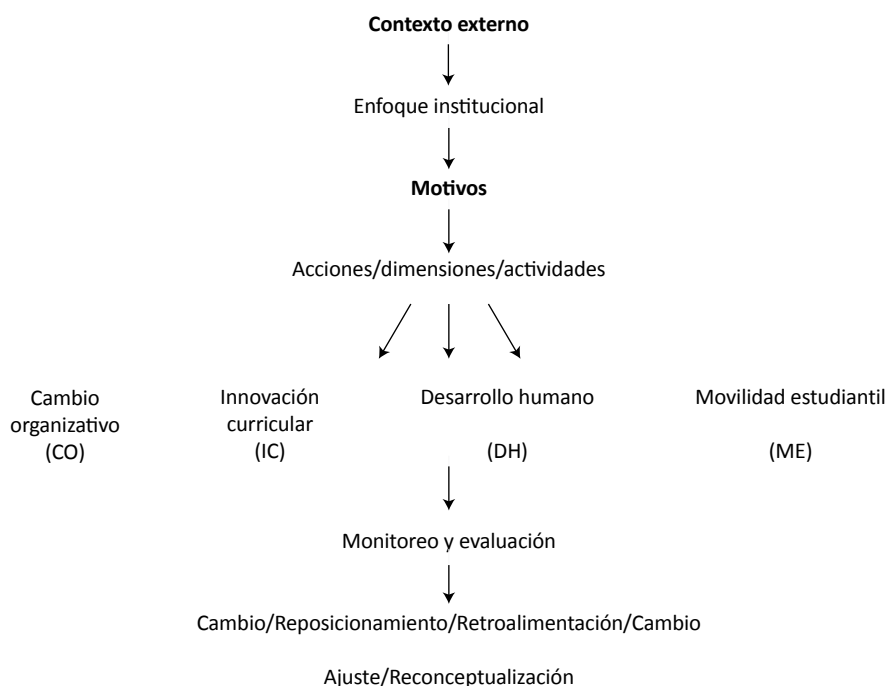 Contexto externo
Enfoque institucional
Motivos
Acciones/dimensiones/actividades
Cambio
organizativo
(CO)
Innovación
curricular
(IC)
Desarrollo humano
(DH)
Movilidad estudiantil
(ME)
Monitoreo y evaluación
Cambio/Reposicionamiento/Retroalimentación/Cambio
Ajuste/Reconceptualización